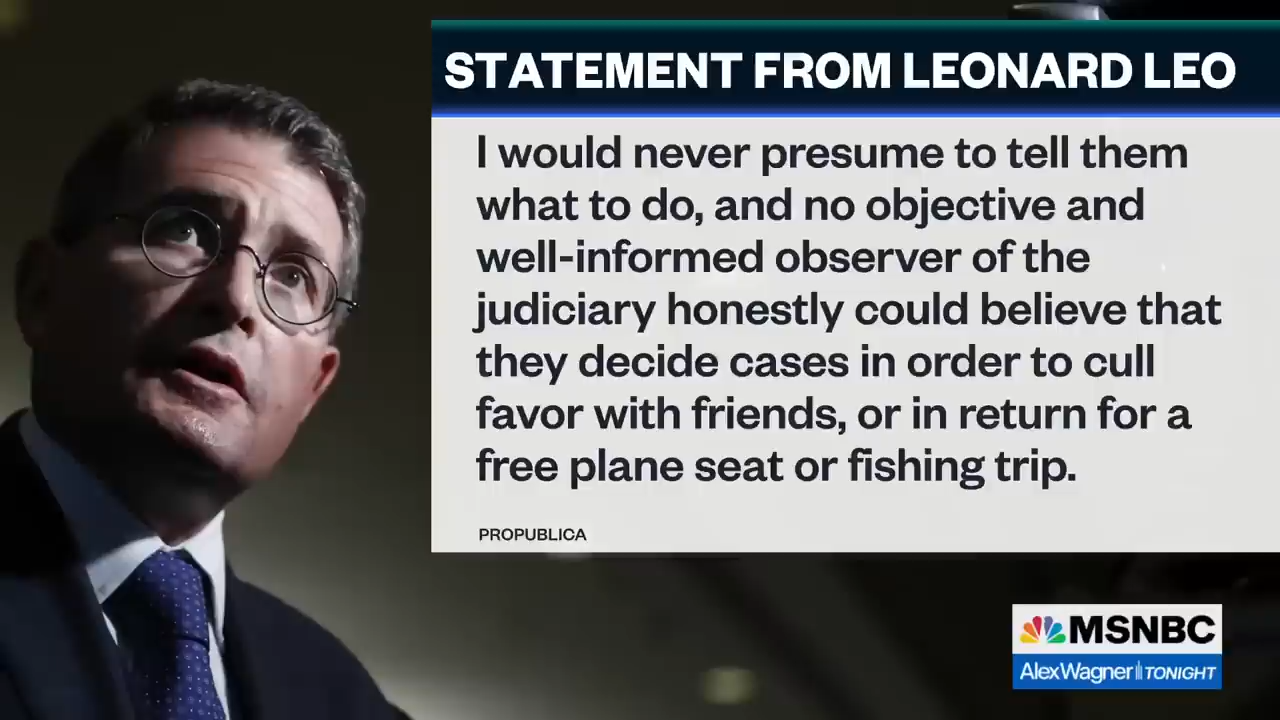 STATEMENT FROM LEONARD LEO
I would never presume to tell them
what to do, and no objective and
well-informed observer of the
judiciary honestly could believe that
they decide cases in order to cull
favor with friends, or in return for a
free plane seat or fishing trip.
PROPUBLICA
MSNBC
AlexWagner TONIGHT